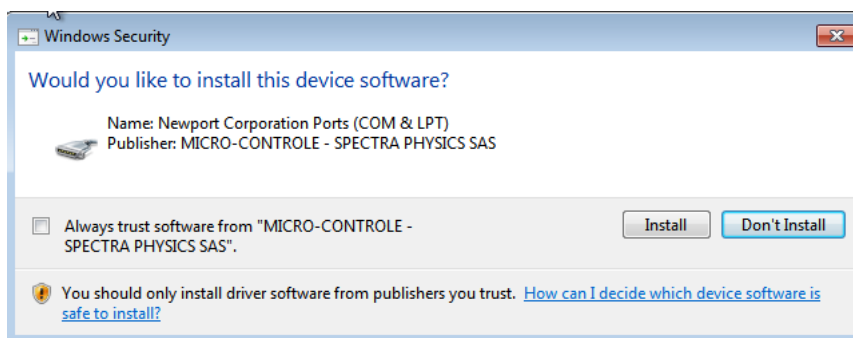 Windows Security
Would you like to install this device software?
Name: Newport Corporation Ports (COM & LPT)
Publisher: MICRO-CONTROLE - SPECTRA PHYSICS SAS
Always trust software from "MICRO-CONTROLE -
SPECTRA PHYSICS SAS".
Install
Don't Install
You should only install driver software from publishers you trust. How can I decide which device software is
safe to install?